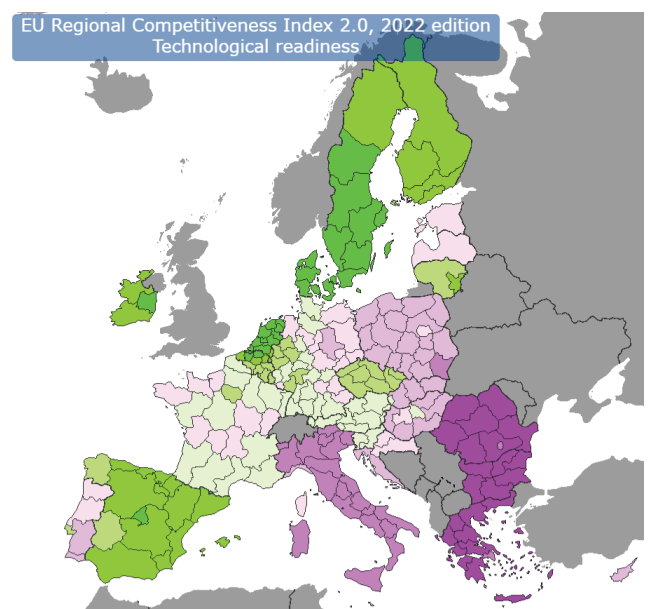 EU Regional Competitiveness Index 2.0, 2022 edition
Technological readiness